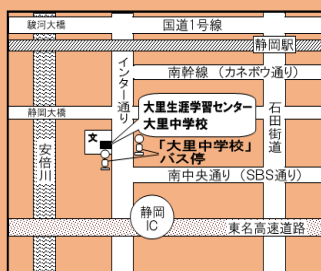 駿河大橋
国道1号線
静岡駅
インター通り
南幹線（カネボウ通り）
大里生涯学習センター
大里中学校
静岡大橋
石田街道
文
「大里中学校」
バス停
安倍川
南中央通り（SBS通り）
静岡
IC
東名高速道路